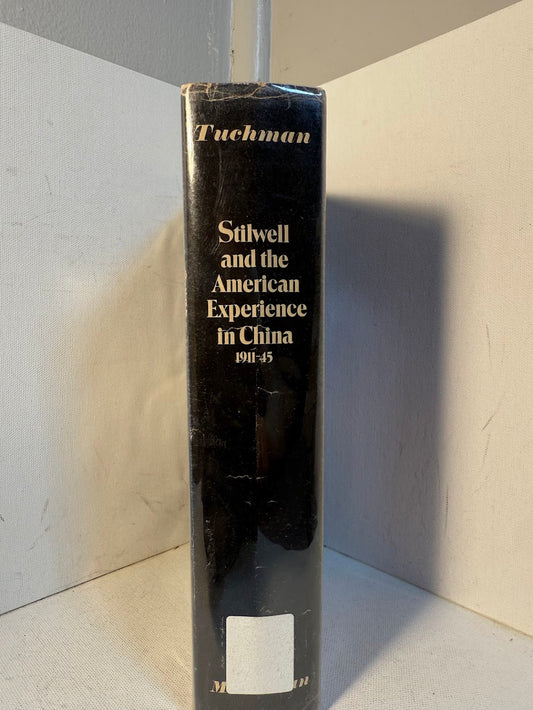 Tuchman
Stilwell
and the
American
Experience
in China
1911-45